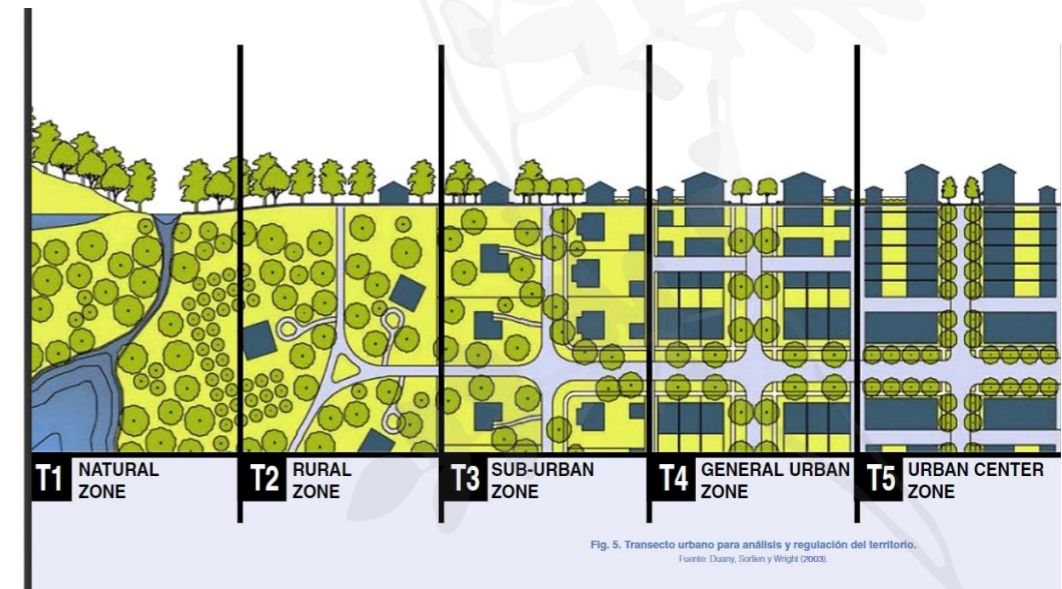 T1 NATURAL
ZONE
T2 RURAL
ZONE
T3 SUB-URBAN
ZONE
T4 GENERAL URBAN
ZONE
T5 URBAN CENTER
ZONE
Fig. 5. Transecto urbano para análisis y regulación del territorio.
Fuente: Duany, Sorlien y Wright (2003).